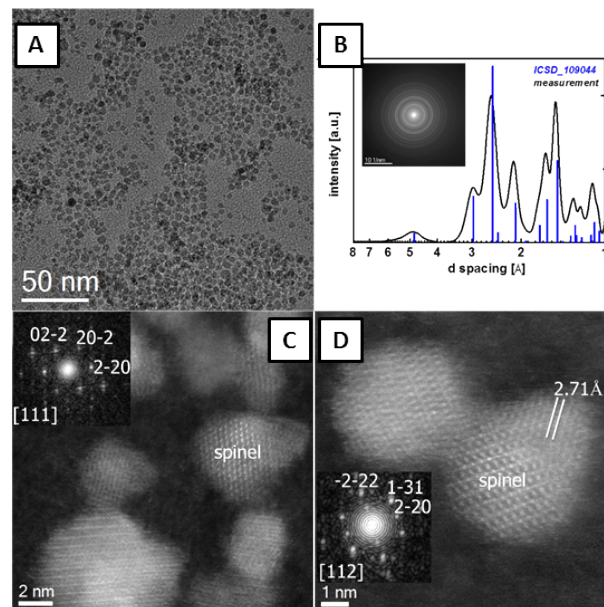 A
50 nm
B
ICSD_109044
measurement
10 1/nm
intensity [a.u.]
8 7 6 5 4 3 2 1
d spacing [Å]
C
02-2 20-2
2-20
[111]
spinel
2 nm
D
2.71Å
spinel
-2-22
1-31
2-20
[112]
1 nm